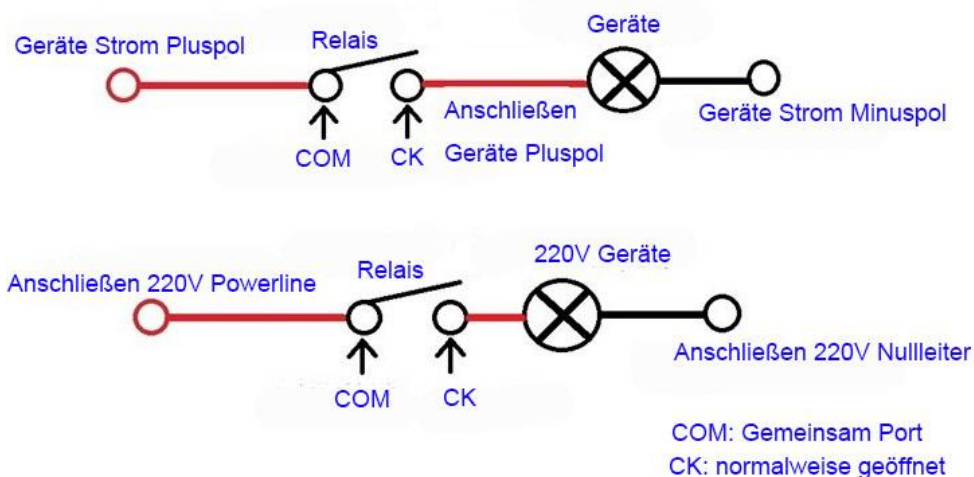 Geräte
Geräte Strom Pluspol
Relais
Anschließen
Geräte Strom Minuspol
COM
CK
Geräte Pluspol
220V Geräte
Anschließen 220V Powerline
Relais
Anschließen 220V Nullleiter
COM
CK
COM: Gemeinsam Port
CK: normalweise geöffnet